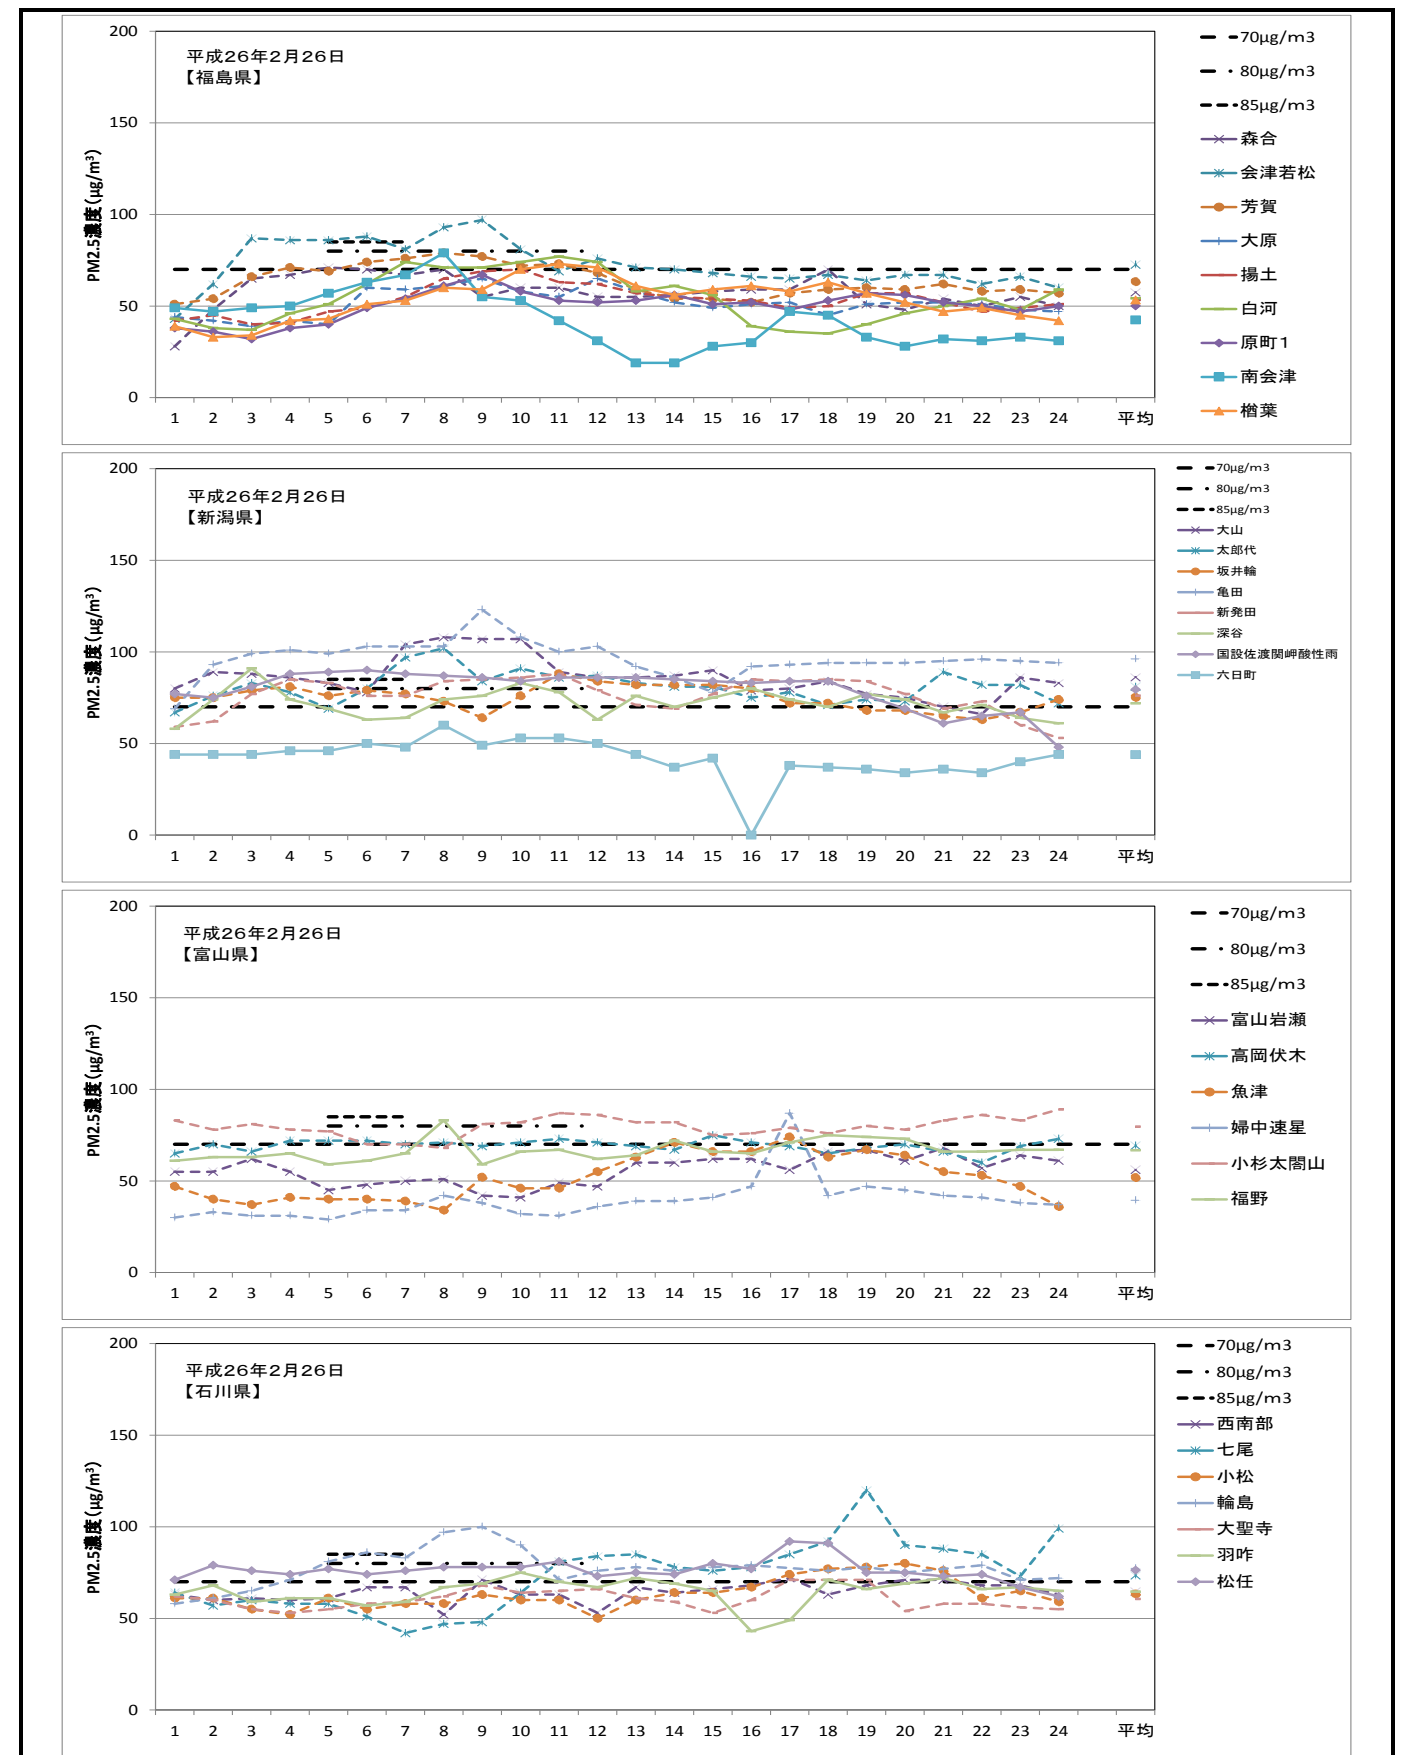 平成26年2月26日
【福島県】
PM2.5濃度(μg/m³)
200
150
100
50
0
1 2 3 4 5 6 7 8 9 10 11 12 13 14 15 16 17 18 19 20 21 22 23 24 平均
70μg/m3
80μg/m3
85μg/m3
森合
会津若松
芳賀
大原
揚土
白河
原町1
南会津
楢葉
平成26年2月26日
【新潟県】
PM2.5濃度(μg/m³)
200
150
100
50
0
1 2 3 4 5 6 7 8 9 10 11 12 13 14 15 16 17 18 19 20 21 22 23 24 平均
70μg/m3
80μg/m3
85μg/m3
大山
太郎代
坂井輪
亀田
新発田
深谷
国設佐渡関岬酸性雨
六日町
平成26年2月26日
【富山県】
PM2.5濃度(μg/m³)
200
150
100
50
0
1 2 3 4 5 6 7 8 9 10 11 12 13 14 15 16 17 18 19 20 21 22 23 24 平均
70μg/m3
80μg/m3
85μg/m3
富山岩瀬
高岡伏木
魚津
婦中速星
小杉太閤山
福野
平成26年2月26日
【石川県】
PM2.5濃度(μg/m³)
200
150
100
50
0
1 2 3 4 5 6 7 8 9 10 11 12 13 14 15 16 17 18 19 20 21 22 23 24 平均
70μg/m3
80μg/m3
85μg/m3
西南部
七尾
小松
輪島
大聖寺
羽咋
松任